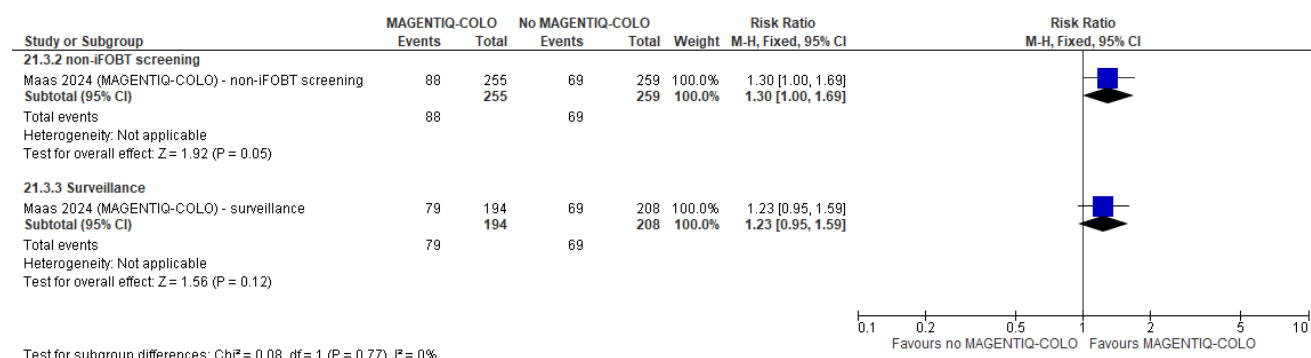 MAGENTIQ-COLO No MAGENTIQ-COLO Risk Ratio Risk Ratio
Study or Subgroup Events Total Events Total Weight M-H, Fixed, 95% CI M-H, Fixed, 95% CI
21.3.2 non-iFOBT screening
Maas 2024 (MAGENTIQ-COLO) - non-iFOBT screening 88 255 69 259 100.0% 1.30 [1.00, 1.69]
Subtotal (95% CI) 255 259 100.0% 1.30 [1.00, 1.69]
Total events 88 69
Heterogeneity: Not applicable
Test for overall effect: Z = 1.92 (P = 0.05)
21.3.3 Surveillance
Maas 2024 (MAGENTIQ-COLO) - surveillance 79 194 69 208 100.0% 1.23 [0.95, 1.59]
Subtotal (95% CI) 194 208 100.0% 1.23 [0.95, 1.59]
Total events 79 69
Heterogeneity: Not applicable
Test for overall effect: Z = 1.56 (P = 0.12)
0.1 0.2 0.5 1 2 5 10
Favours no MAGENTIQ-COLO Favours MAGENTIQ-COLO
Test for subgroup differences: Chi² = 0.08, df = 1 (P = 0.77), I² = 0%